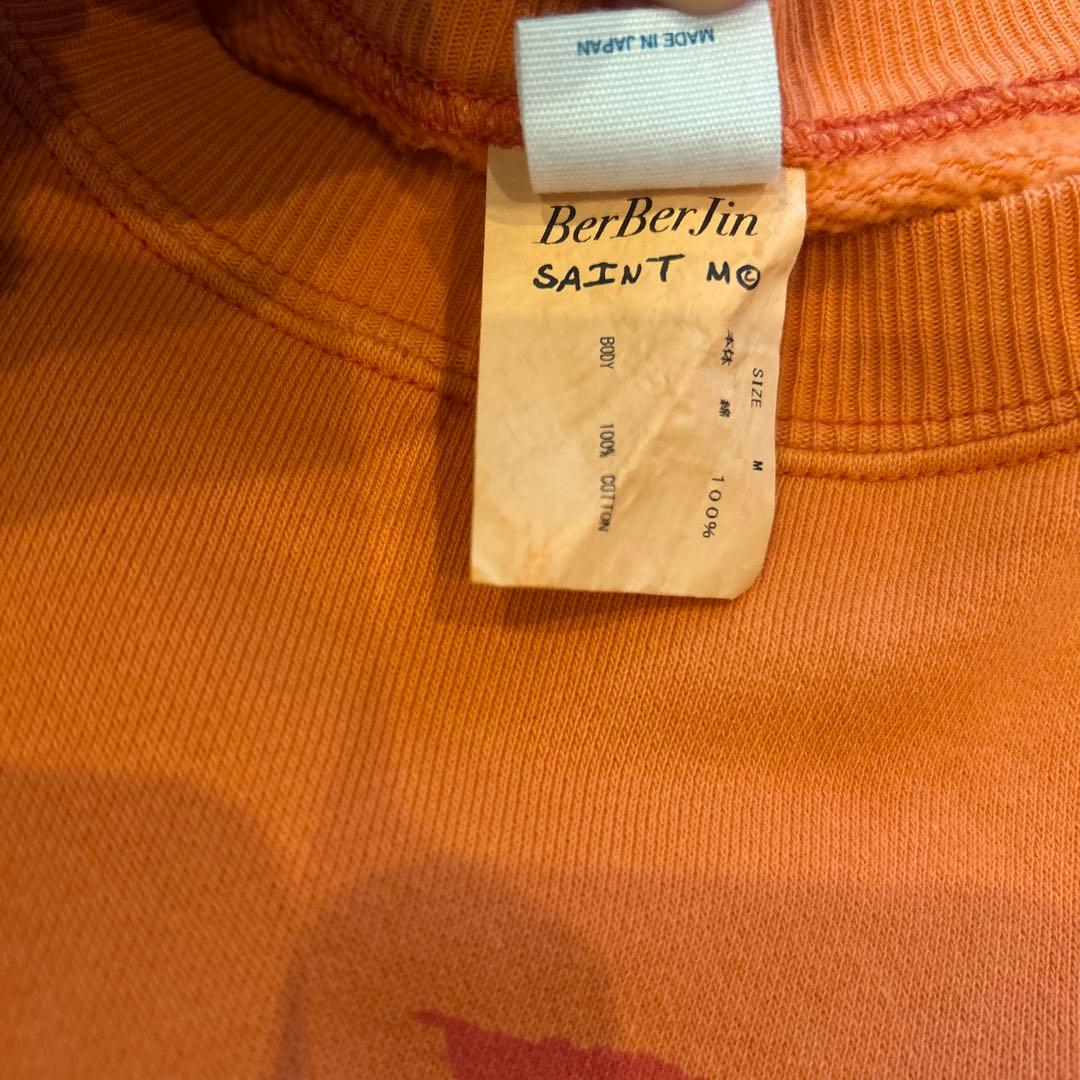 MADE IN JAPAN
BerBerJin
SAINT M©
SIZE M
本体 綿 100%
BODY 100% COTTON